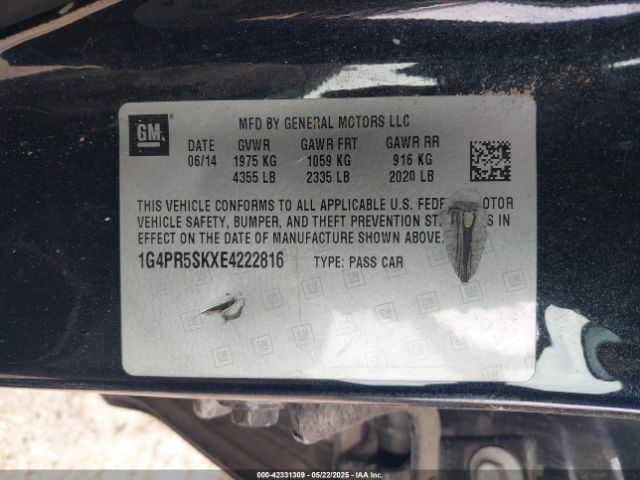 GM
MFD BY GENERAL MOTORS LLC
DATE GVWR GAWR FRT GAWR RR
06/14 1975 KG 1059 KG 916 KG
4355 LB 2335 LB 2020 LB
THIS VEHICLE CONFORMS TO ALL APPLICABLE U.S. FEDE OTOR
VEHICLE SAFETY, BUMPER, AND THEFT PREVENTION ST S IN
EFFECT ON THE DATE OF MANUFACTURE SHOWN ABOVE.
1G4PR5SKXE4222816 TYPE: PASS CAR
000-42331309 - 05/22/2025 - IAA Inc.